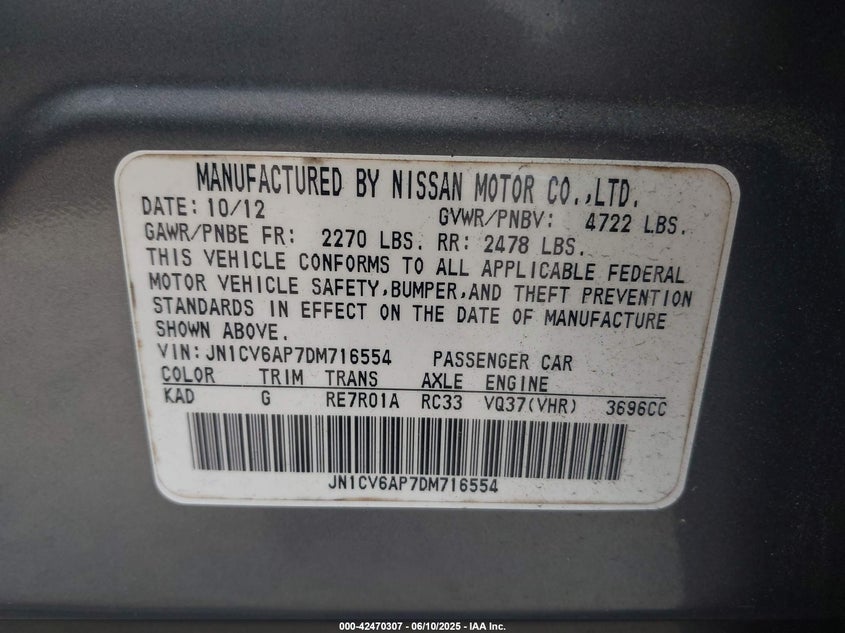 MANUFACTURED BY NISSAN MOTOR CO.,LTD.
DATE: 10/12 GVWR/PNBV: 4722 LBS.
GAWR/PNBE FR: 2270 LBS. RR: 2478 LBS.
THIS VEHICLE CONFORMS TO ALL APPLICABLE FEDERAL
MOTOR VEHICLE SAFETY,BUMPER,AND THEFT PREVENTION
STANDARDS IN EFFECT ON THE DATE OF MANUFACTURE
SHOWN ABOVE.
VIN:JN1CV6AP7DM716554 PASSENGER CAR
COLOR TRIM TRANS AXLE ENGINE
KAD G RE7R01A RC33 VQ37(VHR) 3696CC
JN1CV6AP7DM716554
000-42470307 - 06/10/2025 - IAA Inc.